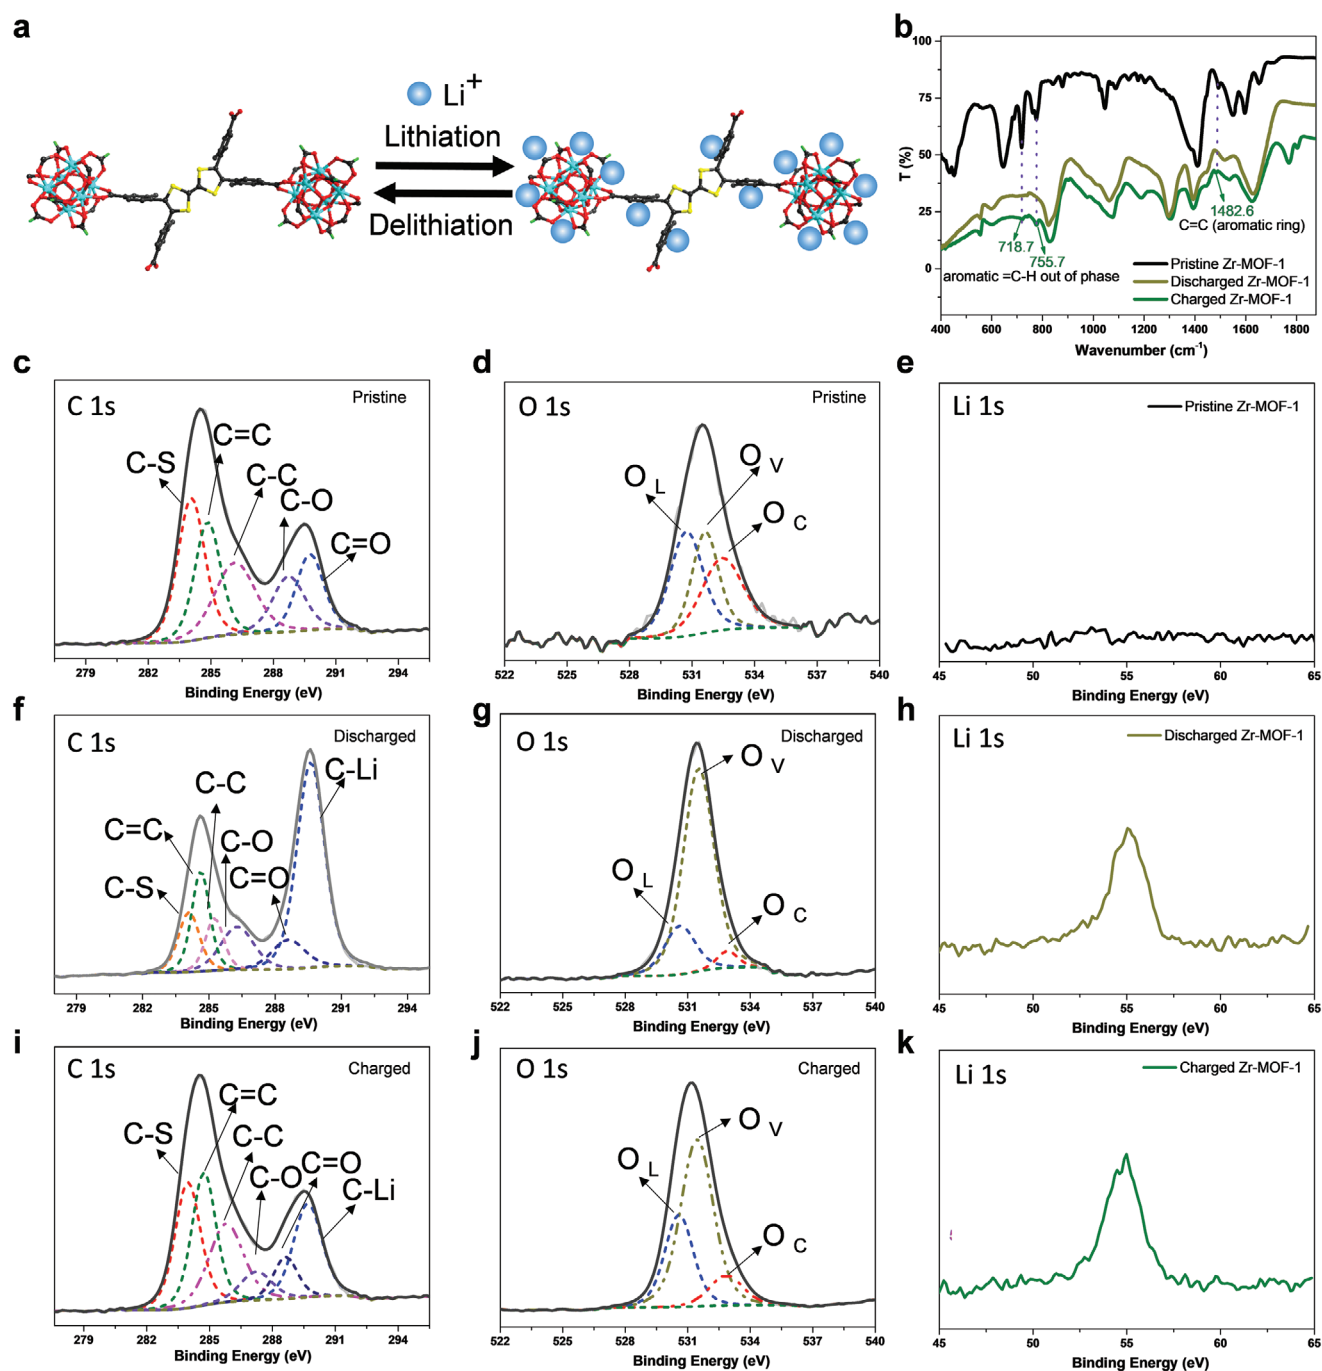 a
Li+
Lithiation
Delithiation
b
100
75
50
25
0
T (%)
1482.6
C=C (aromatic ring)
718.7
755.7
aromatic =C-H out of phase
Pristine Zr-MOF-1
Discharged Zr-MOF-1
Charged Zr-MOF-1
400 600 800 1000 1200 1400 1600 1800
Wavenumber (cm-1)
c
C 1s
Pristine
C-S
C=C
C-C
C-O
C=O
279 282 285 288 291 294
Binding Energy (eV)
d
O 1s
Pristine
O L
O V
O C
522 525 528 531 534 537 540
Binding Energy (eV)
e
Li 1s
Pristine Zr-MOF-1
45 50 55 60 65
Binding Energy (eV)
f
C 1s
Discharged
C-Li
C-C
C=C
C-O
C=O
C-S
279 282 285 288 291 294
Binding Energy (eV)
g
O 1s
Discharged
O V
O L
O C
522 525 528 531 534 537 540
Binding Energy (eV)
h
Li 1s
Discharged Zr-MOF-1
45 50 55 60 65
Binding Energy (eV)
i
C 1s
Charged
C=C
C-S
C-C
C-O
C=O
C-Li
279 282 285 288 291 294
Binding Energy (eV)
j
O 1s
Charged
O V
O L
O C
522 525 528 531 534 537 540
Binding Energy (eV)
k
Li 1s
Charged Zr-MOF-1
45 50 55 60 65
Binding Energy (eV)